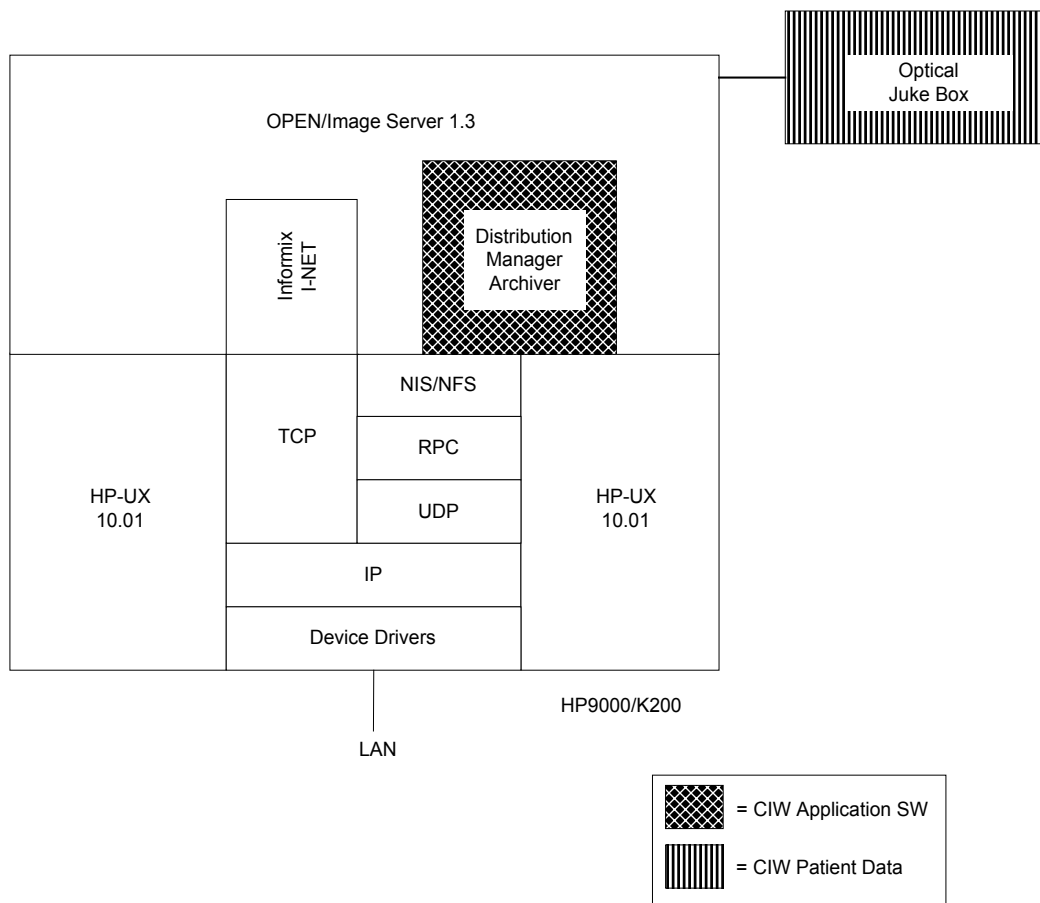 Optical
Juke Box
OPEN/Image Server 1.3
Informix
I-NET
Distribution
Manager
Archiver
HP-UX
10.01
TCP
NIS/NFS
RPC
UDP
HP-UX
10.01
IP
Device Drivers
HP9000/K200
LAN
= CIW Application SW
= CIW Patient Data